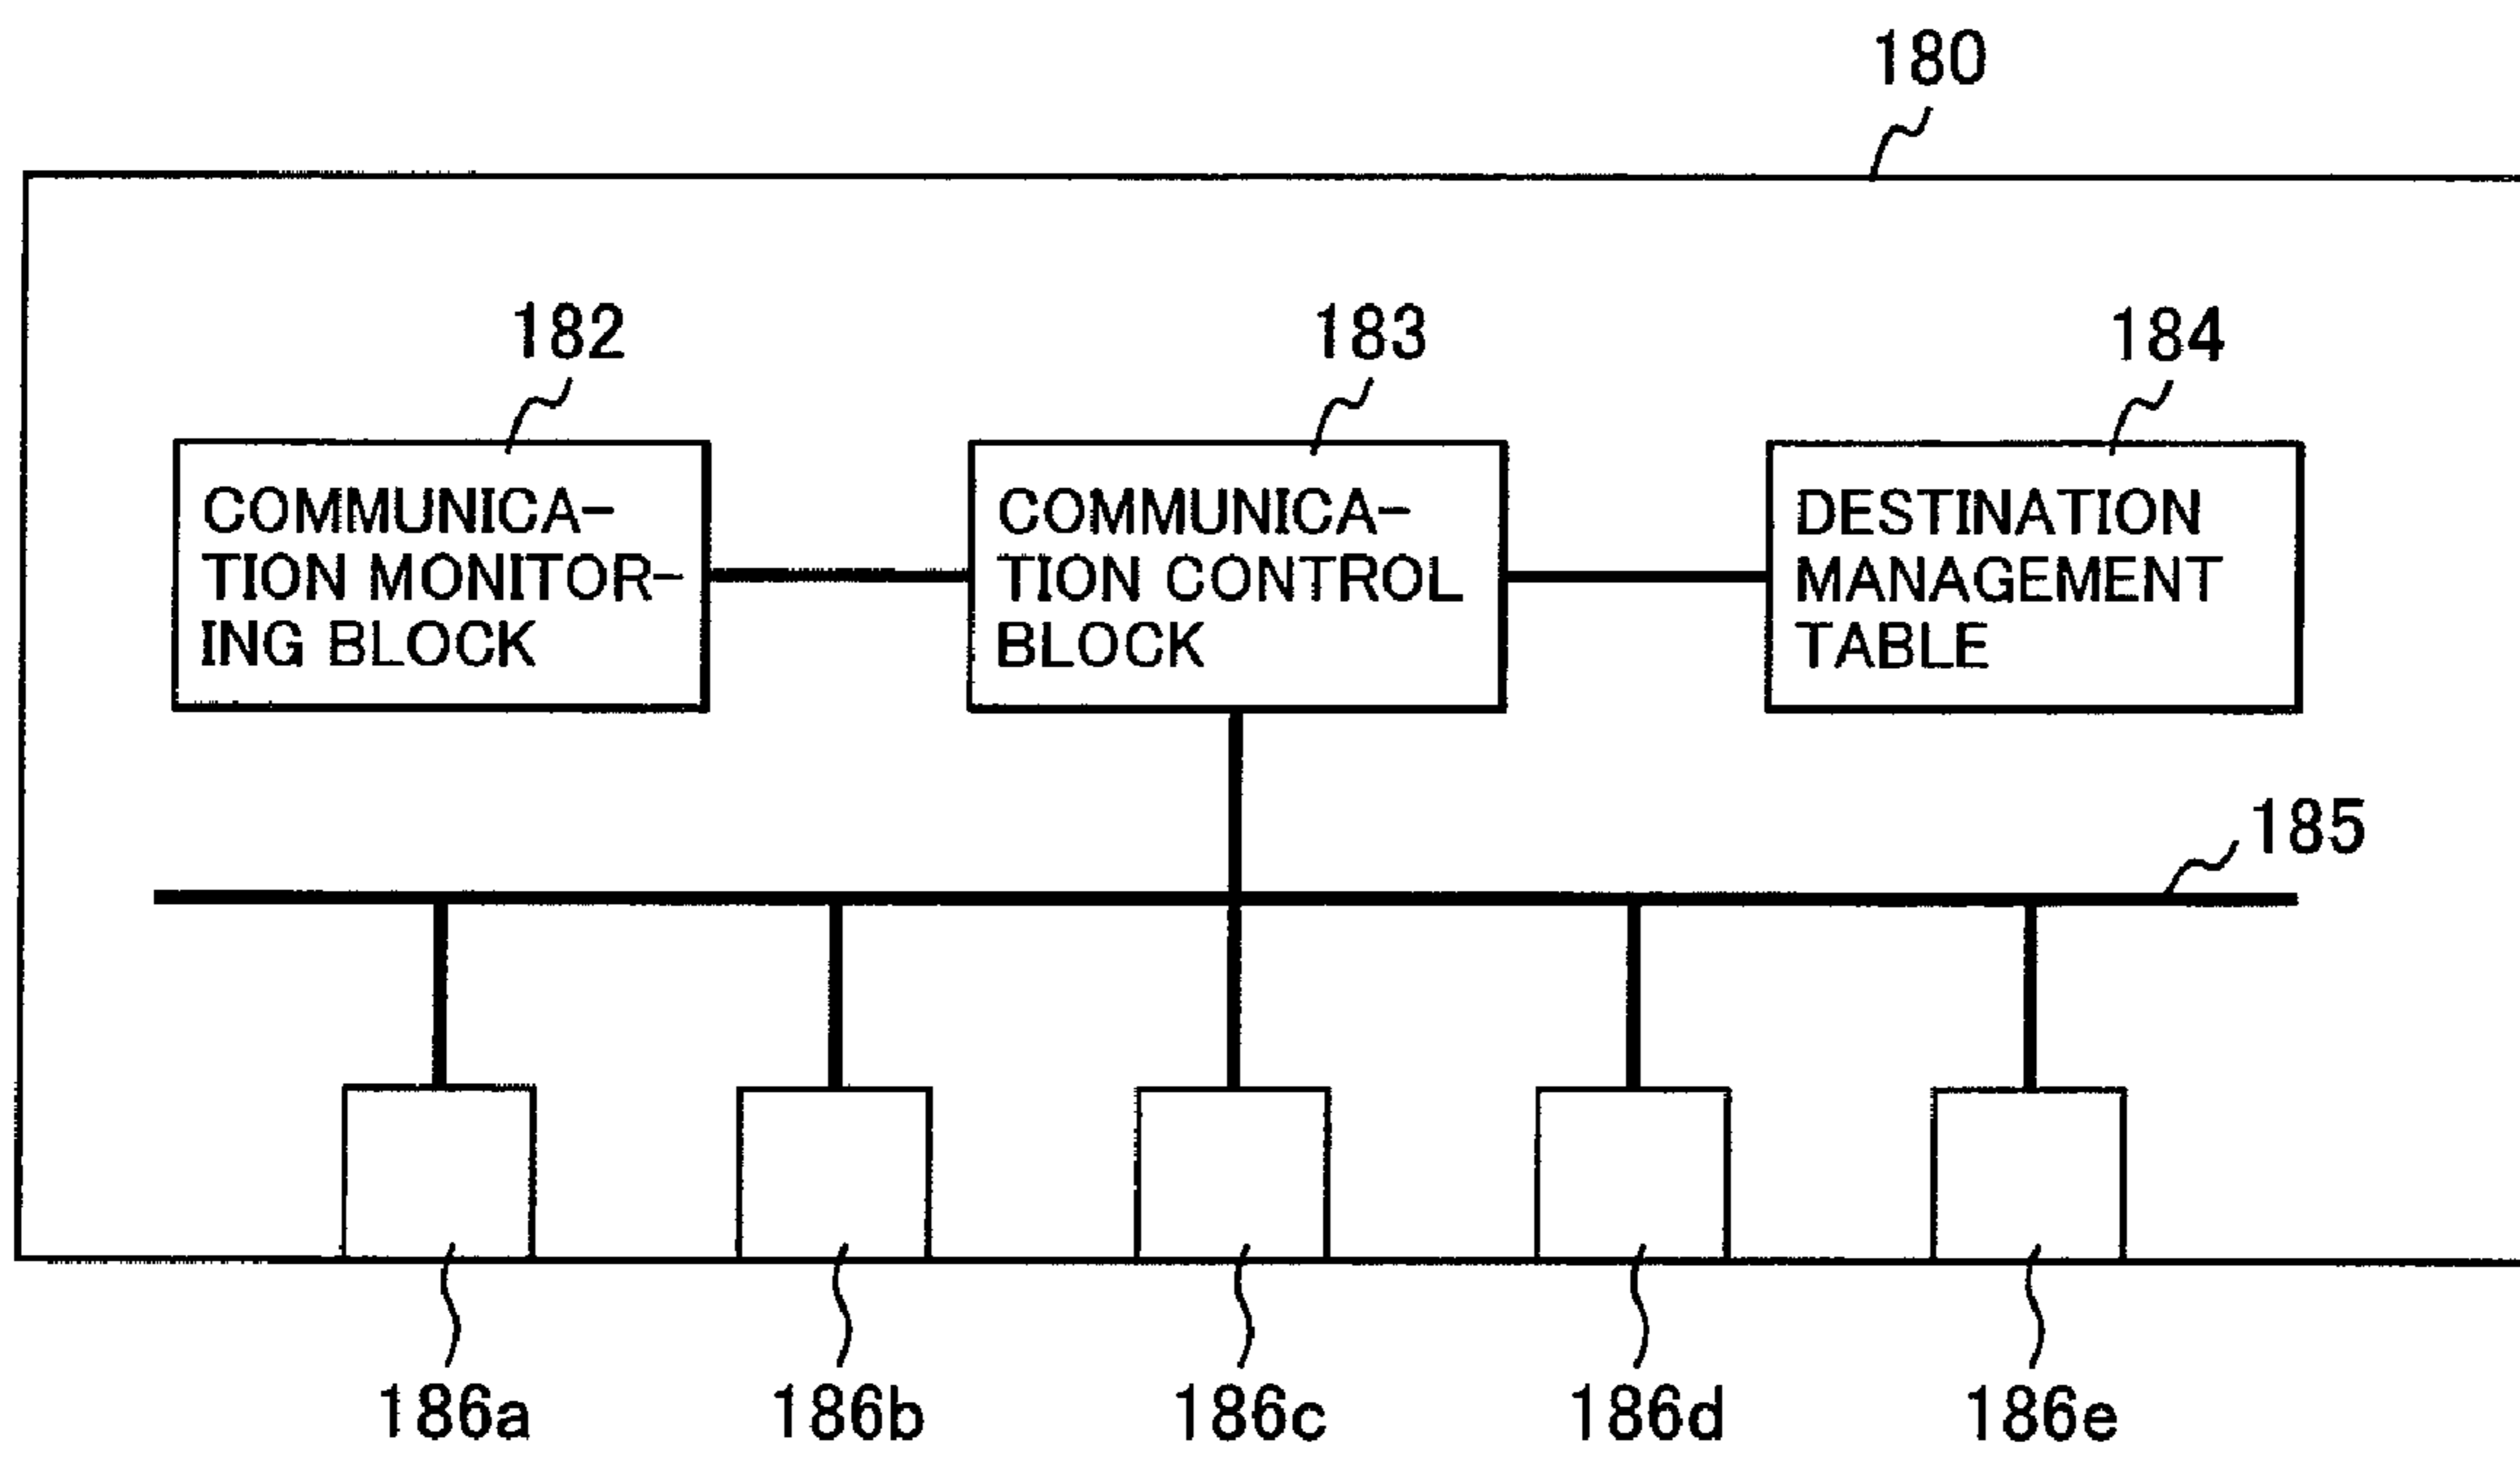 180
182
183
184
COMMUNICA-
TION MONITOR-
ING BLOCK
COMMUNICA-
TION CONTROL
BLOCK
DESTINATION
MANAGEMENT
TABLE
185
186a
186b
186c
186d
186e